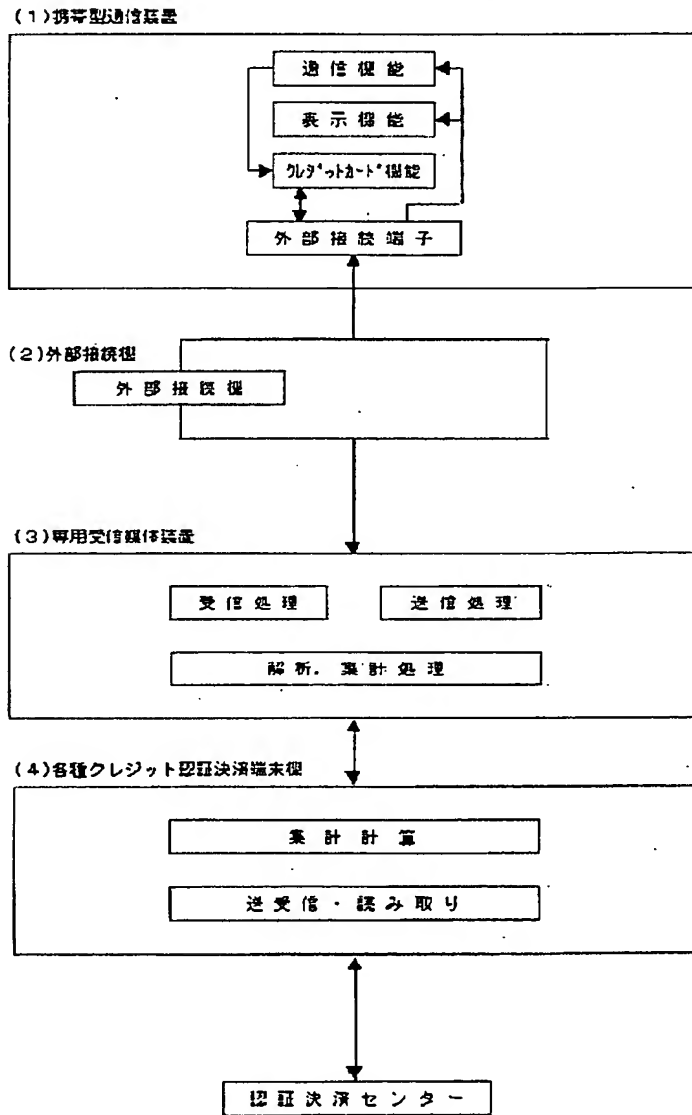 (1)携帯型通信装置
通信機能
表示機能
クレジットカード機能
外部接続端子
(2)外部接続機
外部接続機
(3)専用受信媒体装置
受信処理
送信処理
解析.集計処理
(4)各種クレジット認証決済端末機
集計計算
送受信・読み取り
認証決済センター